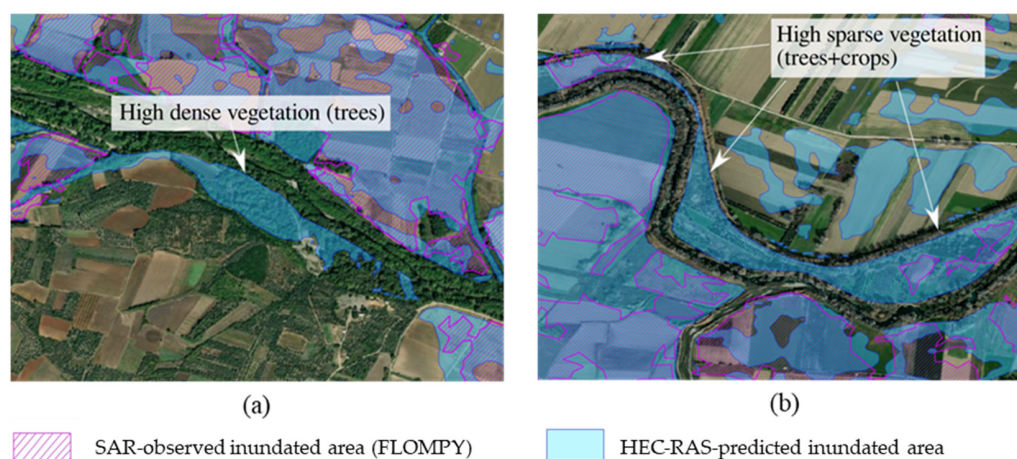 High dense vegetation (trees)
High sparse vegetation
(trees+crops)
(a)
(b)
SAR-observed inundated area (FLOMPY)
HEC-RAS-predicted inundated area